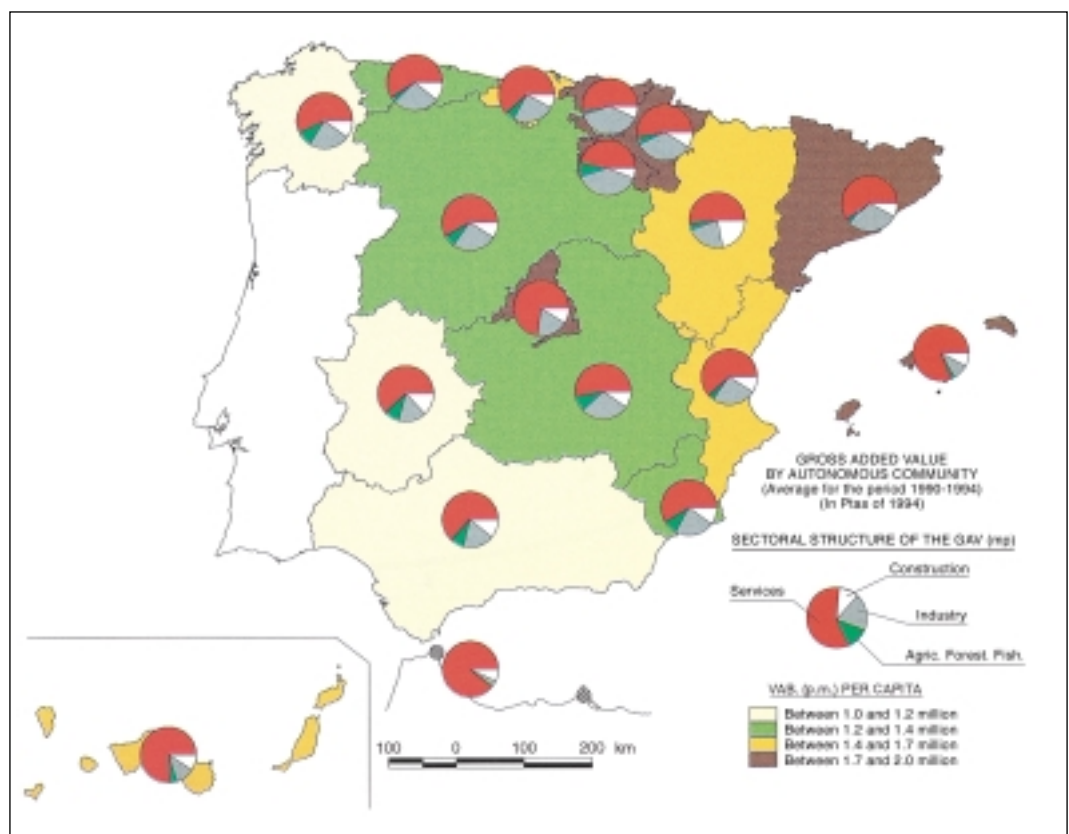 GROSS ADDED VALUE
BY AUTONOMOUS COMMUNITY
(Average for the period 1990-1994)
(In Ptas of 1994)
SECTORAL STRUCTURE OF THE GAV (mp)
Construction
Services
Industry
Agric. Forest. Fish.
VAB. (p.m.) PER CAPITA
Between 1.0 and 1.2 million
Between 1.2 and 1.4 million
Between 1.4 and 1.7 million
Between 1.7 and 2.0 million
100 0 100 200 km